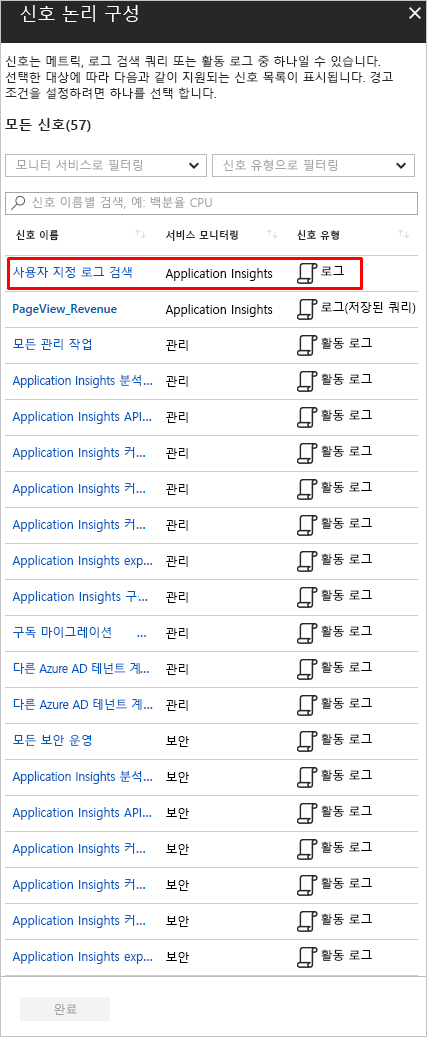 신호 논리 구성
신호는 메트릭, 로그 검색 쿼리 또는 활동 로그 중 하나일 수 있습니다.
선택한 대상에 따라 다음과 같이 지원되는 신호 목록이 표시됩니다. 경고
조건을 설정하려면 하나를 선택 합니다.
모든 신호(57)
모니터 서비스로 필터링 신호 유형으로 필터링
신호 이름별 검색, 예: 백분율 CPU
신호 이름 서비스 모니터링 신호 유형
사용자 지정 로그 검색 Application Insights 로그
PageView_Revenue Application Insights 로그(저장된 쿼리)
모든 관리 작업 관리 활동 로그
Application Insights 분석... 관리 활동 로그
Application Insights API... 관리 활동 로그
Application Insights 커... 관리 활동 로그
Application Insights 커... 관리 활동 로그
Application Insights 커... 관리 활동 로그
Application Insights exp... 관리 활동 로그
Application Insights 구... 관리 활동 로그
구독 마이그레이션 ... 관리 활동 로그
다른 Azure AD 테넌트 계... 관리 활동 로그
다른 Azure AD 테넌트 계... 관리 활동 로그
모든 보안 운영 보안 활동 로그
Application Insights 분석... 보안 활동 로그
Application Insights API... 보안 활동 로그
Application Insights 커... 보안 활동 로그
Application Insights 커... 보안 활동 로그
Application Insights 커... 보안 활동 로그
Application Insights exp... 보안 활동 로그
완료